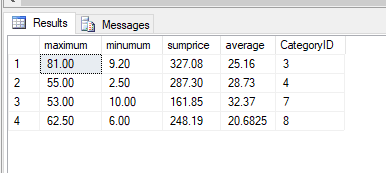 Results Messages
maximum minumum sumprice average CategoryID
1 81.00 9.20 327.08 25.16 3
2 55.00 2.50 287.30 28.73 4
3 53.00 10.00 161.85 32.37 7
4 62.50 6.00 248.19 20.6825 8